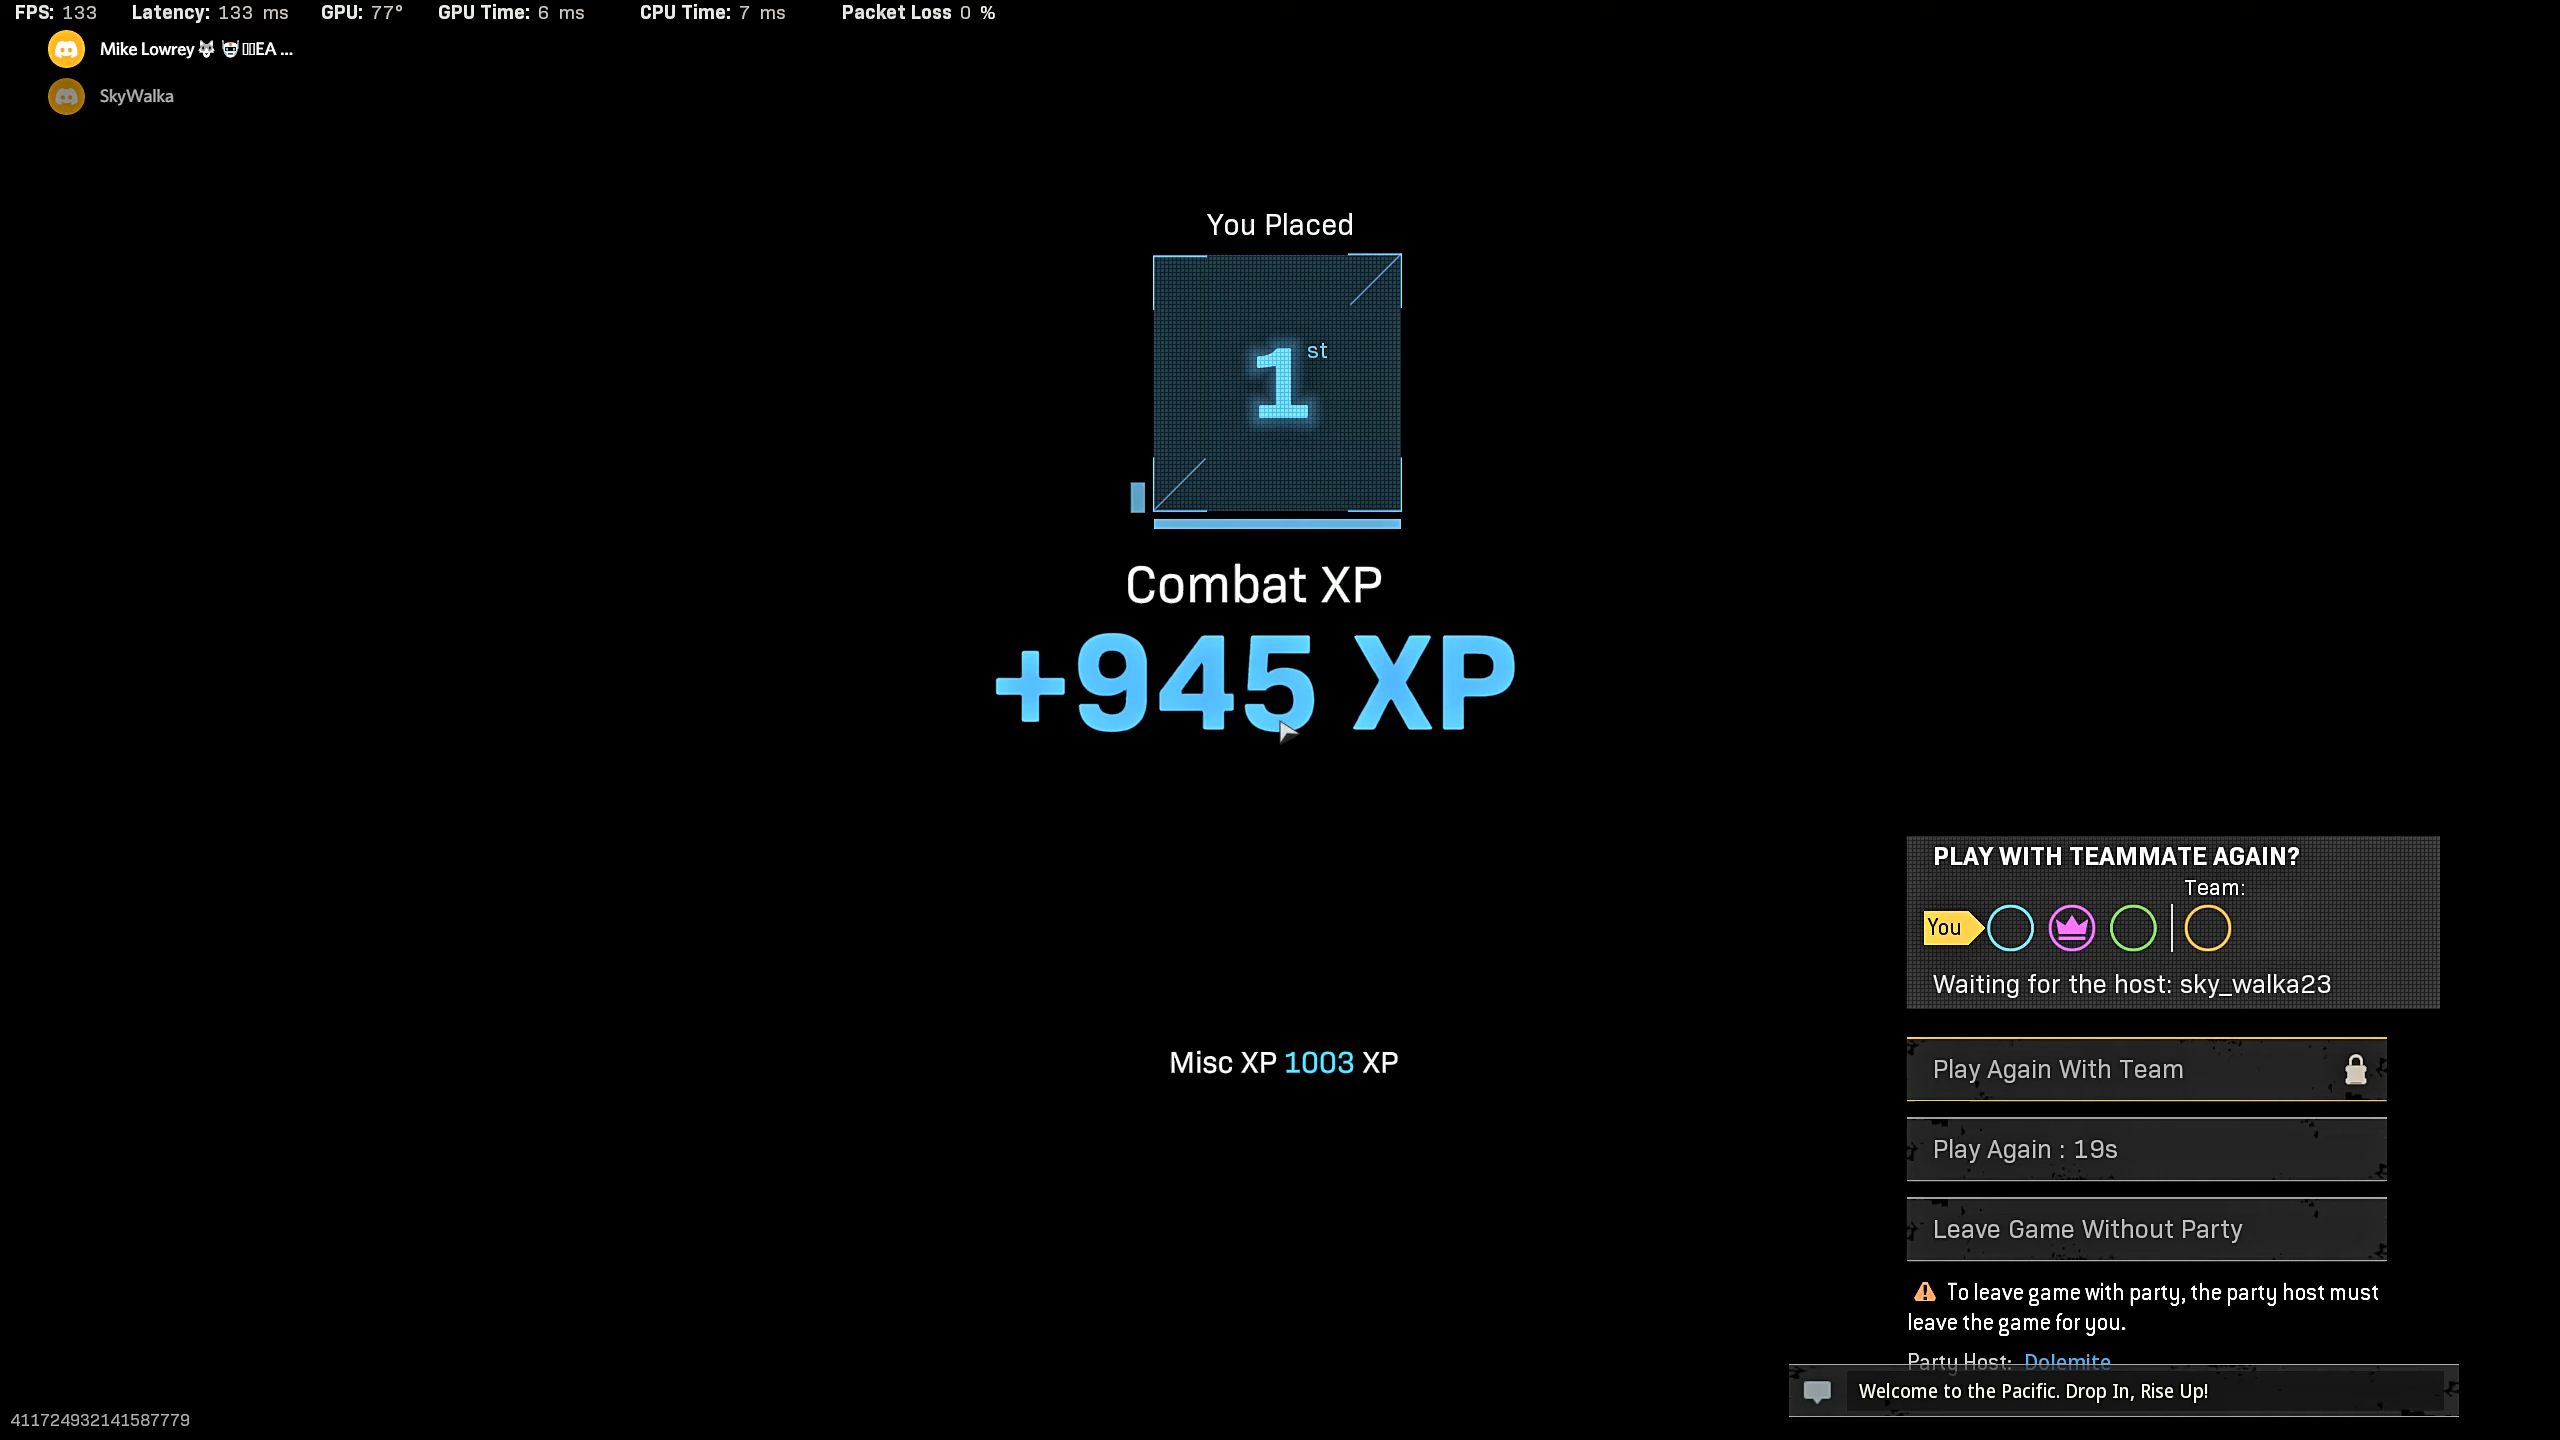 FPS: 133 Latency: 133 ms GPU: 77° GPU Time: 6 ms CPU Time: 7 ms Packet Loss 0 %
Mike Lowrey EA ...
SkyWalka
You Placed
1st
Combat XP
+945 XP
Misc XP 1003 XP
PLAY WITH TEAMMATE AGAIN?
Team:
You
Waiting for the host: sky_walka23
Play Again With Team
Play Again : 19s
Leave Game Without Party
To leave game with party, the party host must
leave the game for you.
Party Host: Dolemite
Welcome to the Pacific. Drop In, Rise Up!
411724932141587779